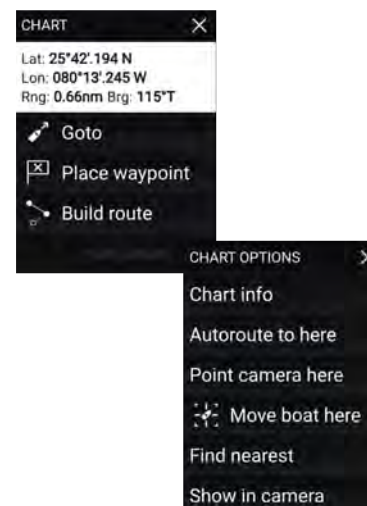 CHART
Lat: 25°42'.194 N
Lon: 080°13'.245 W
Rng: 0.66nm Brg: 115°T
Goto
Place waypoint
Build route
CHART OPTIONS
Chart info
Autoroute to here
Point camera here
Move boat here
Find nearest
Show in camera